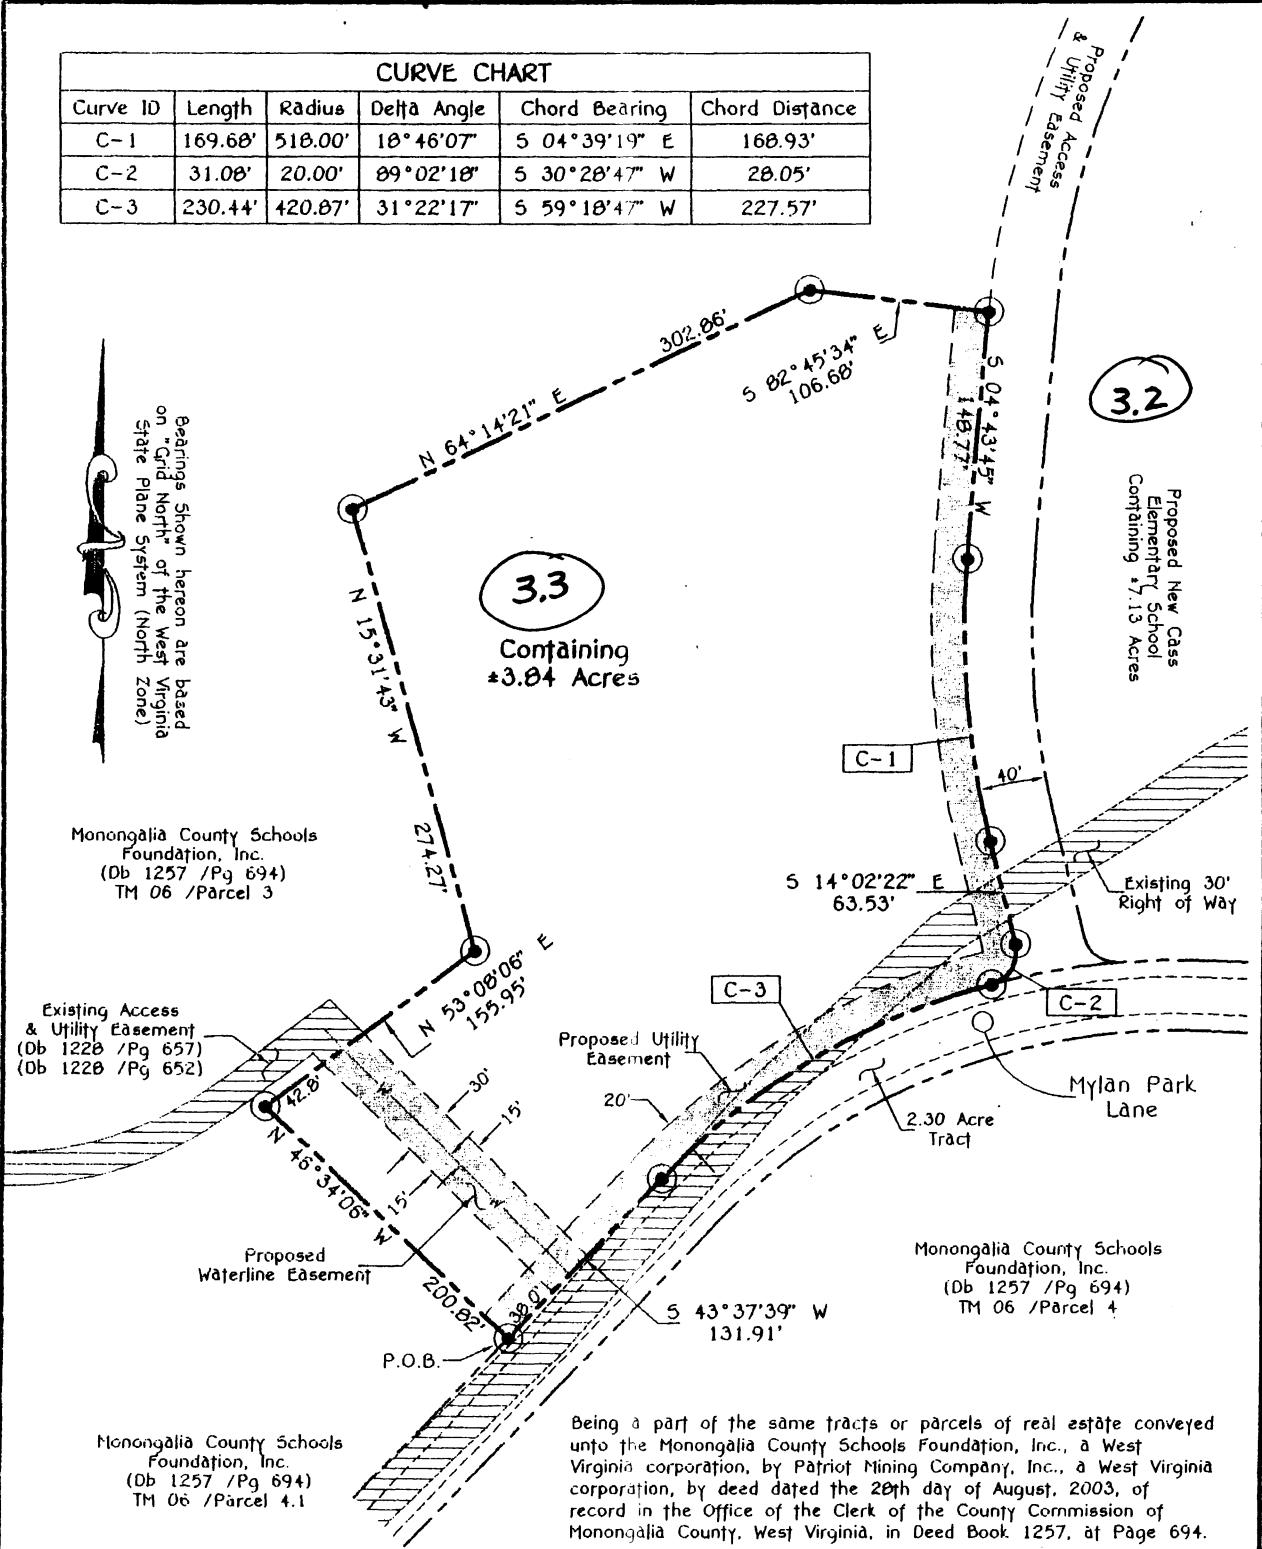 CURVE CHART
Curve ID Length Radius Delta Angle Chord Bearing Chord Distance
C-1 169.68' 518.00' 18°46'07" S 04°39'19" E 168.93'
C-2 31.08' 20.00' 89°02'18" S 30°28'47" W 28.05'
C-3 230.44' 420.87' 31°22'17" S 59°18'47" W 227.57'
Proposed Access
& Utility Easement
302.86'
N 64°14'21" E
S 82°45'34" E
106.68'
S 04°43'45" W
148.77'
3.2
Proposed New Cass
Elementary School
Containing ±7.13 Acres
Bearings Shown hereon are based
on "Grid North" of the West Virginia
State Plane System (North Zone)
3.3
Containing
±3.84 Acres
N 15°31'43" W
274.27'
C-1
40'
Monongalia County Schools
Foundation, Inc.
(Db 1257 /Pg 694)
TM 06 /Parcel 3
S 14°02'22" E
63.53'
Existing 30'
Right of Way
N 53°08'06" E
155.95'
C-3
C-2
Existing Access
& Utility Easement
(Db 1228 /Pg 657)
(Db 1228 /Pg 652)
Proposed Utility
Easement
42.8'
30'
15'
20'
15'
W
W
Mylan Park
Lane
2.30 Acre
Tract
N 46°34'06" W
200.82'
Proposed
Waterline Easement
38.0'
S 43°37'39" W
131.91'
P.O.B.
Monongalia County Schools
Foundation, Inc.
(Db 1257 /Pg 694)
TM 06 /Parcel 4
Monongalia County Schools
Foundation, Inc.
(Db 1257 /Pg 694)
TM 06 /Parcel 4.1
Being a part of the same tracts or parcels of real estate conveyed
unto the Monongalia County Schools Foundation, Inc., a West
Virginia corporation, by Patriot Mining Company, Inc., a West Virginia
corporation, by deed dated the 28th day of August, 2003, of
record in the Office of the Clerk of the County Commission of
Monongalia County, West Virginia, in Deed Book 1257, at Page 694.